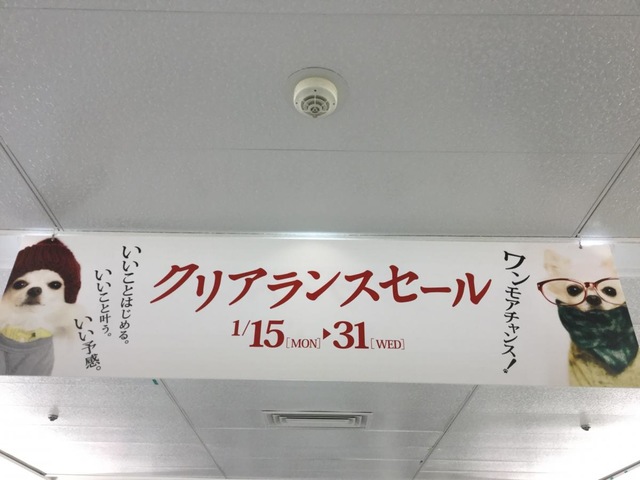 いいことはじめる。
いいこと叶う。
いい予感。
クリアランスセール
1/15[MON]▶31[WED]
ワンモアチャンス!